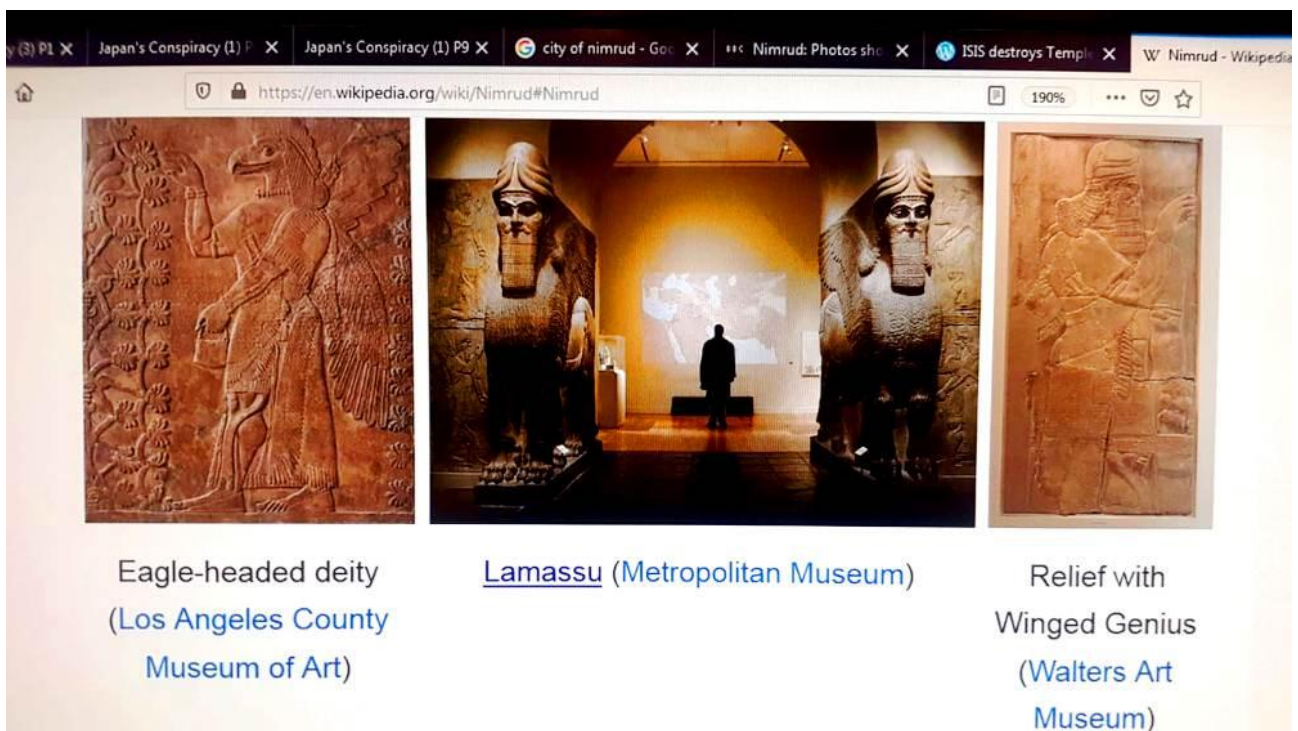 y (3) P1
Japan's Conspiracy (1) P
Japan's Conspiracy (1) P9
city of nimrud - Goo
BBC Nimrud: Photos sho
ISIS destroys Templ
W Nimrud - Wikipedia
https://en.wikipedia.org/wiki/Nimrud#Nimrud
190%
Eagle-headed deity
(Los Angeles County
Museum of Art)
Lamassu (Metropolitan Museum)
Relief with
Winged Genius
(Walters Art
Museum)